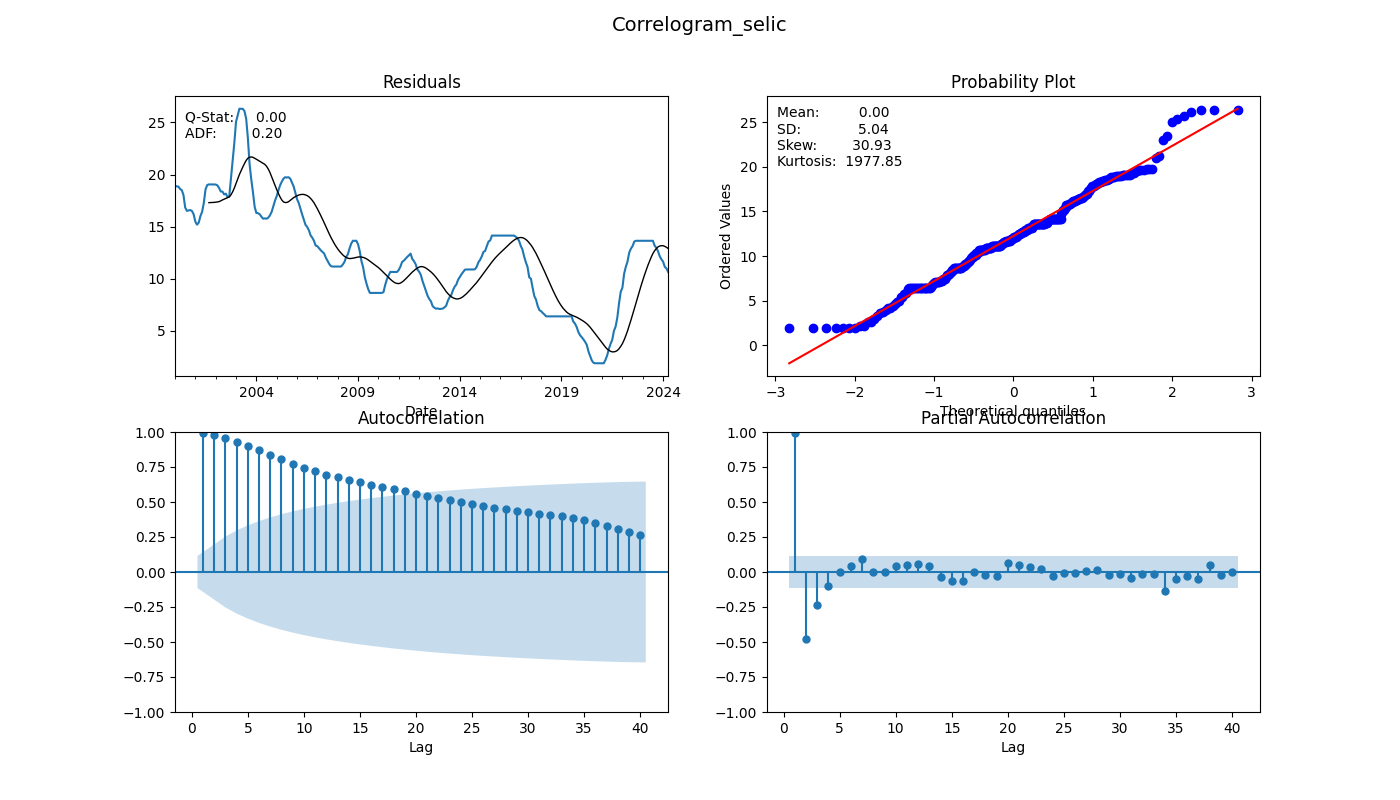 Correlogram_selic
Residuals
Q-Stat: 0.00
ADF: 0.20
25
20
15
10
5
2004 2009 2014 2019 2024
Date
Probability Plot
Mean: 0.00
SD: 5.04
Skew: 30.93
Kurtosis: 1977.85
Ordered Values
25
20
15
10
5
0
−3 −2 −1 0 1 2 3
Theoretical quantiles
Autocorrelation
1.00
0.75
0.50
0.25
0.00
−0.25
−0.50
−0.75
−1.00
0 5 10 15 20 25 30 35 40
Lag
Partial Autocorrelation
1.00
0.75
0.50
0.25
0.00
−0.25
−0.50
−0.75
−1.00
0 5 10 15 20 25 30 35 40
Lag